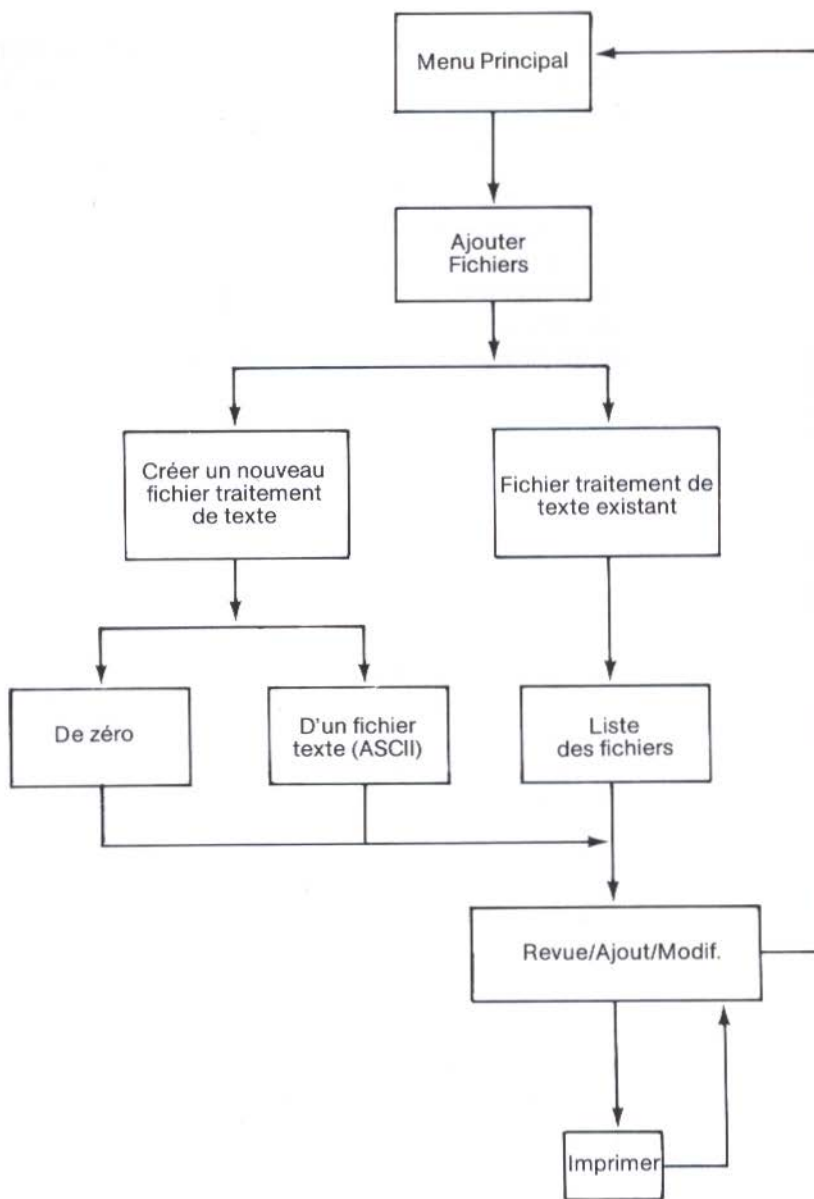 Menu Principal
Ajouter
Fichiers
Créer un nouveau
fichier traitement
de texte
Fichier traitement de
texte existant
De zéro
D'un fichier
texte (ASCII)
Liste
des fichiers
Revue/Ajout/Modif.
Imprimer